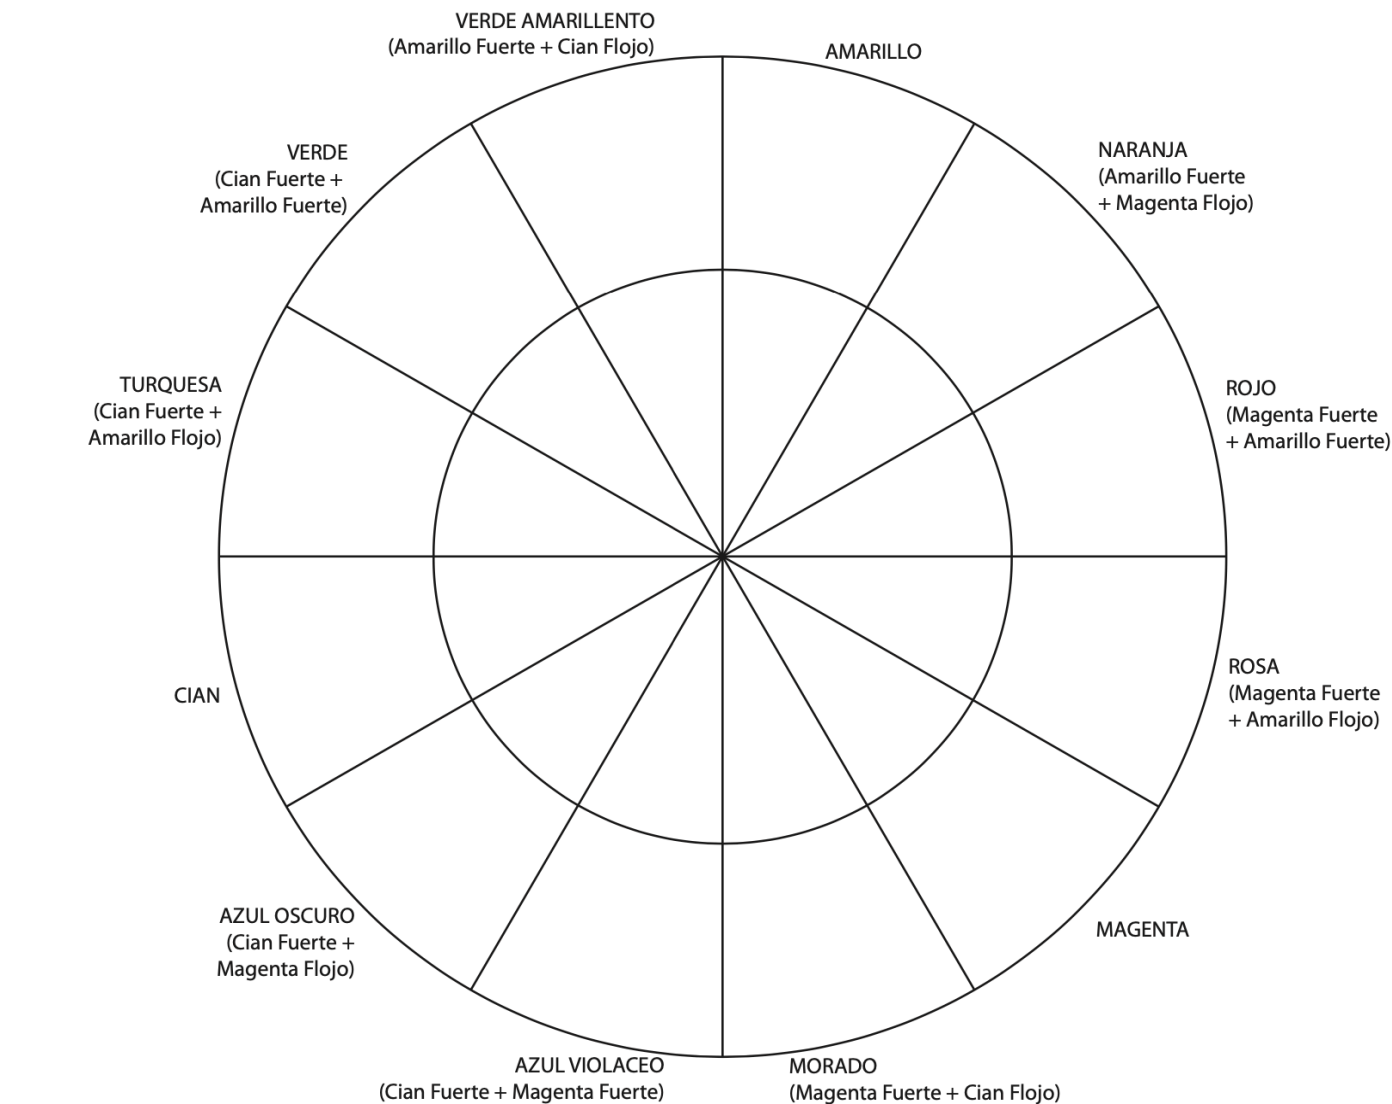 VERDE AMARILLENTO
(Amarillo Fuerte + Cian Flojo)
AMARILLO
NARANJA
(Amarillo Fuerte
+ Magenta Flojo)
ROJO
(Magenta Fuerte
+ Amarillo Fuerte)
ROSA
(Magenta Fuerte
+ Amarillo Flojo)
MAGENTA
MORADO
(Magenta Fuerte + Cian Flojo)
AZUL VIOLACEO
(Cian Fuerte + Magenta Fuerte)
AZUL OSCURO
(Cian Fuerte +
Magenta Flojo)
CIAN
TURQUESA
(Cian Fuerte +
Amarillo Flojo)
VERDE
(Cian Fuerte +
Amarillo Fuerte)